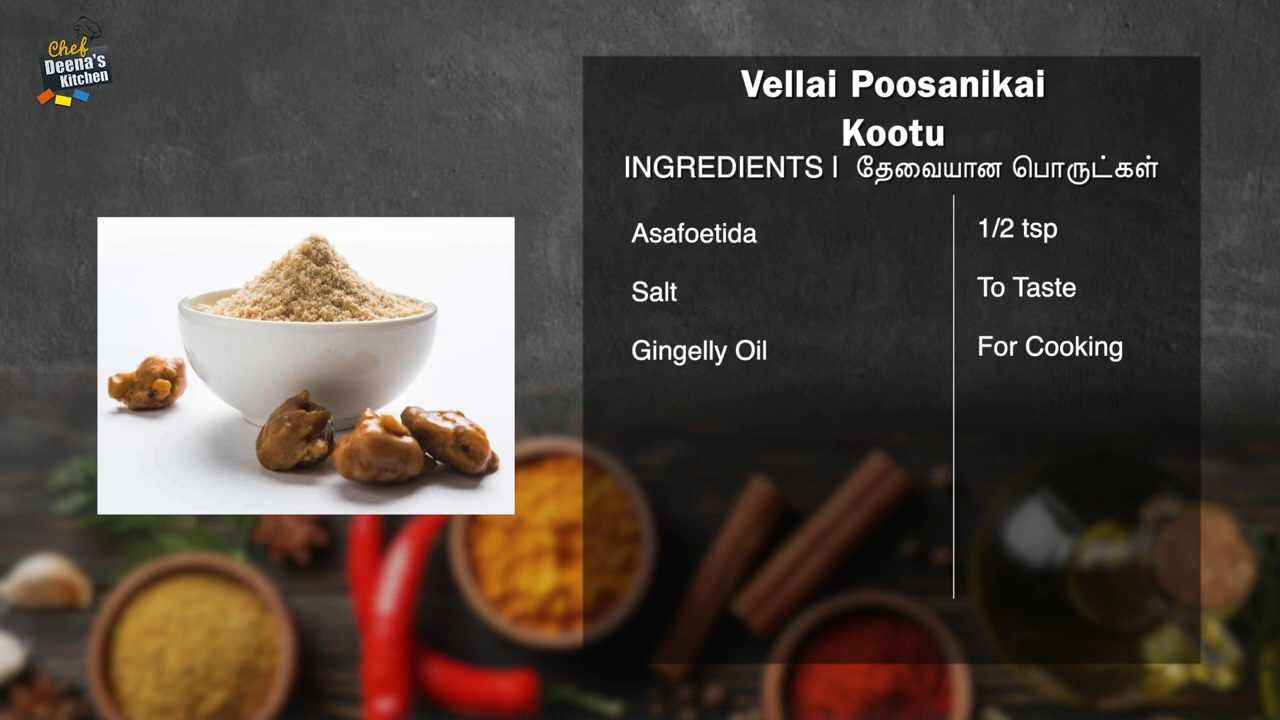 Chef
Deena's
Kitchen
Vellai Poosanikai
Kootu
INGREDIENTS | தேவையான பொருட்கள்
Asafoetida 1/2 tsp
Salt To Taste
Gingelly Oil For Cooking